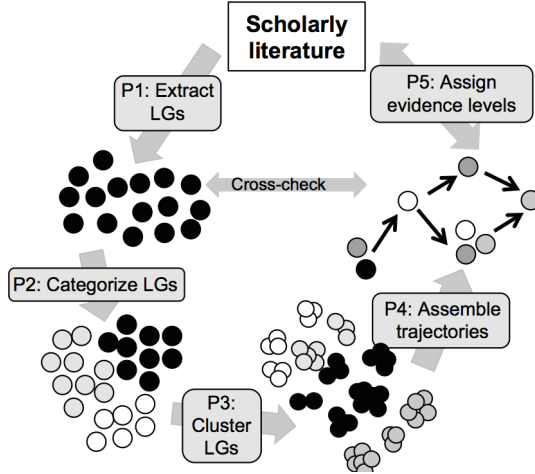 Scholarly
literature
P1: Extract
LGs
P5: Assign
evidence levels
Cross-check
P2: Categorize LGs
P4: Assemble
trajectories
P3:
Cluster
LGs